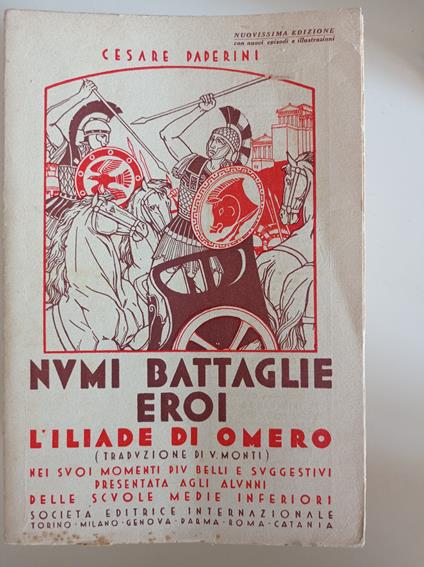 NUOVISSIMA EDIZIONE
con nuovi episodi e illustrazioni
CESARE PADERINI
NVMI BATTAGLIE
EROI
L'ILIADE DI OMERO
(TRADVZIONE DI V. MONTI)
NEI SVOI MOMENTI PIV BELLI E SVGGESTIVI
PRESENTATA AGLI ALVNNI
DELLE SCVOLE MEDIE INFERIORI
SOCIETÀ EDITRICE INTERNAZIONALE
TORINO · MILANO · GENOVA · PARMA · ROMA · CATANIA